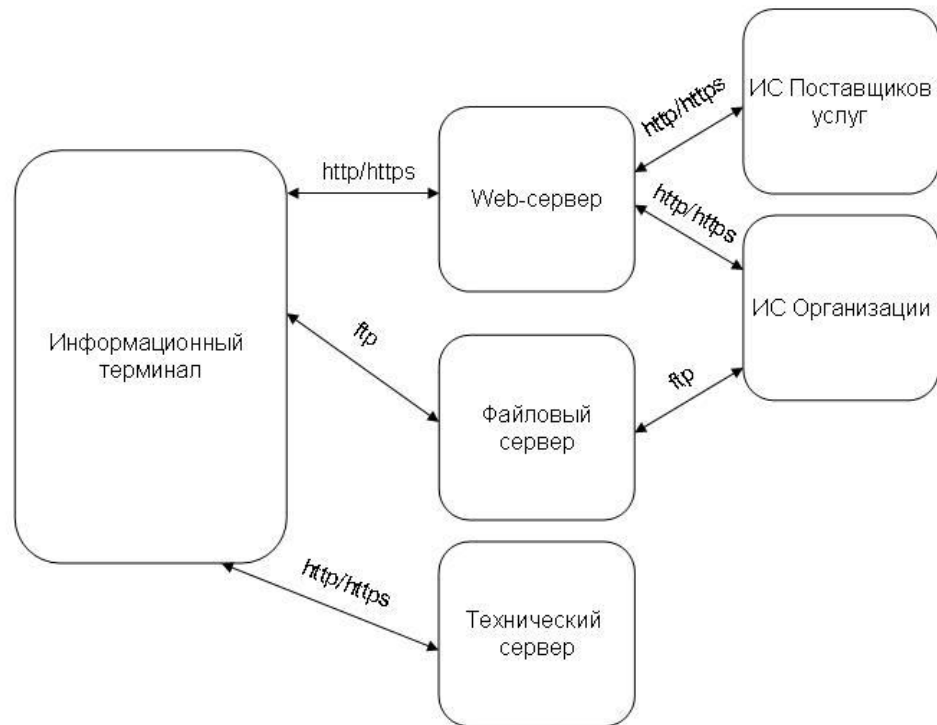 ИС Поставщиков
услуг
http/https
http/https
Web-сервер
http/https
ИС Организации
Информационный
терминал
ftp
ftp
Файловый
сервер
http/https
Технический
сервер